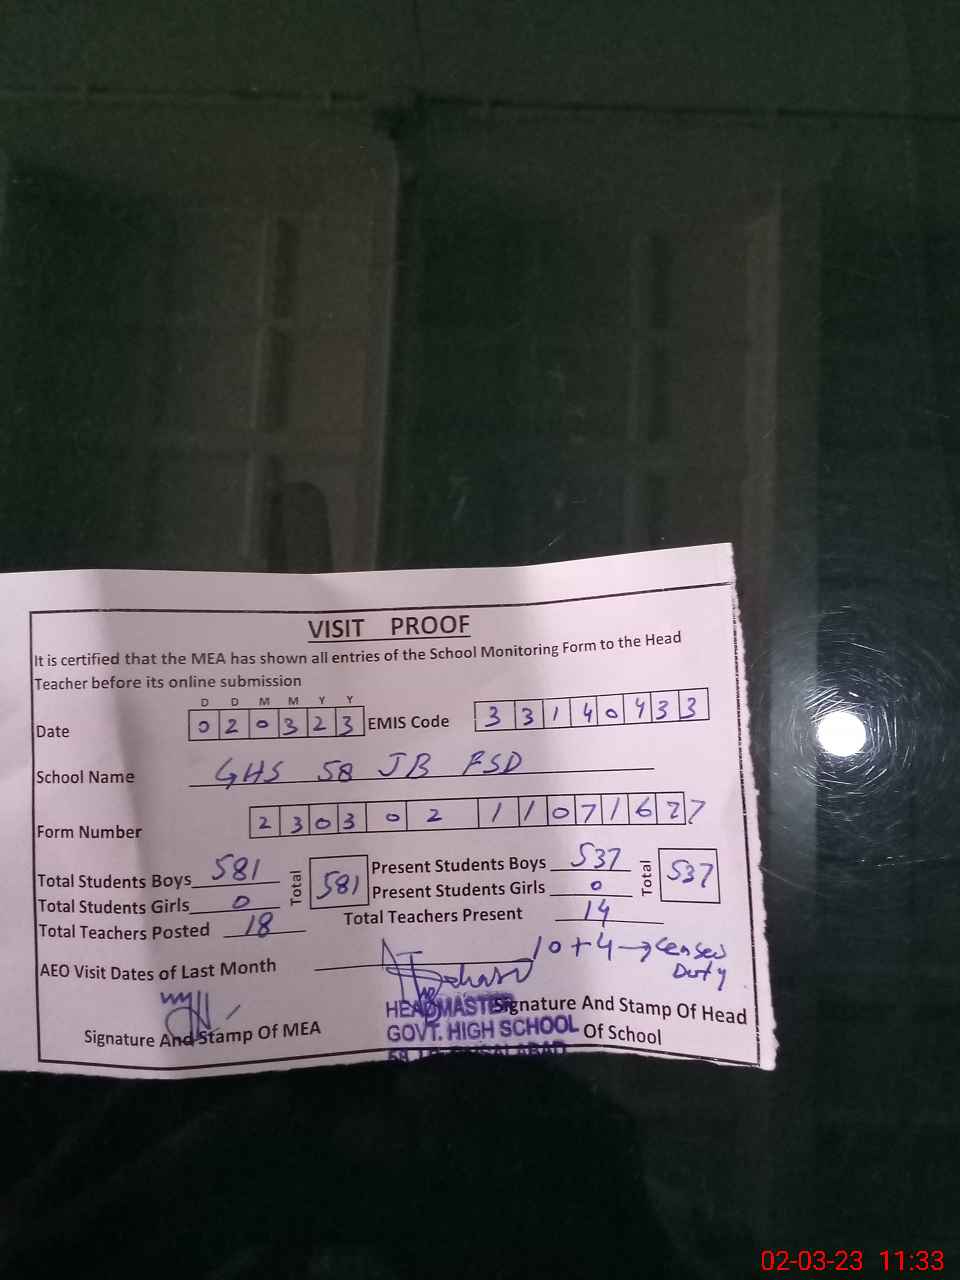 VISIT PROOF
It is certified that the MEA has shown all entries of the School Monitoring Form to the Head
Teacher before its online submission
D D M M Y Y
Date 0 2 0 3 2 3 EMIS Code 3 3 1 4 0 4 3 3
School Name GHS 58 JB FSD
Form Number 2 3 0 3 0 2 1 1 0 7 1 6 2 7
Total Students Boys 581 Total 581 Present Students Boys 537 Total 537
Total Students Girls 0 Present Students Girls 0
Total Teachers Posted 18 Total Teachers Present 14
10+4→Census
Duty
AEO Visit Dates of Last Month
Signature And Stamp Of MEA
HEADMASTER Signature And Stamp Of Head
GOVT. HIGH SCHOOL Of School
58 FAISALABAD
02-03-23 11:33